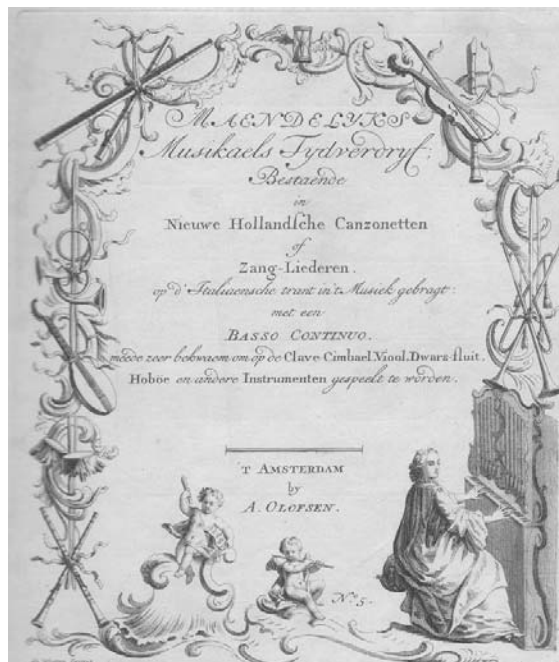 MAENDELYKS
Musikaels Tydverdryf;
Bestaende
in
Nieuwe Hollandsche Canzonetten
of
Zang-Liederen.
op d' Italiaensche trant in't Musiek gebragt:
met een
BASSO CONTINUO.
meede zeer bekwaem om op de Clave Cimbael. Viool. Dwars-fluit.
Hoböe en andere Instrumenten gespeelt te worden.
'T AMSTERDAM
by
A. OLOFSEN.
No. 5.